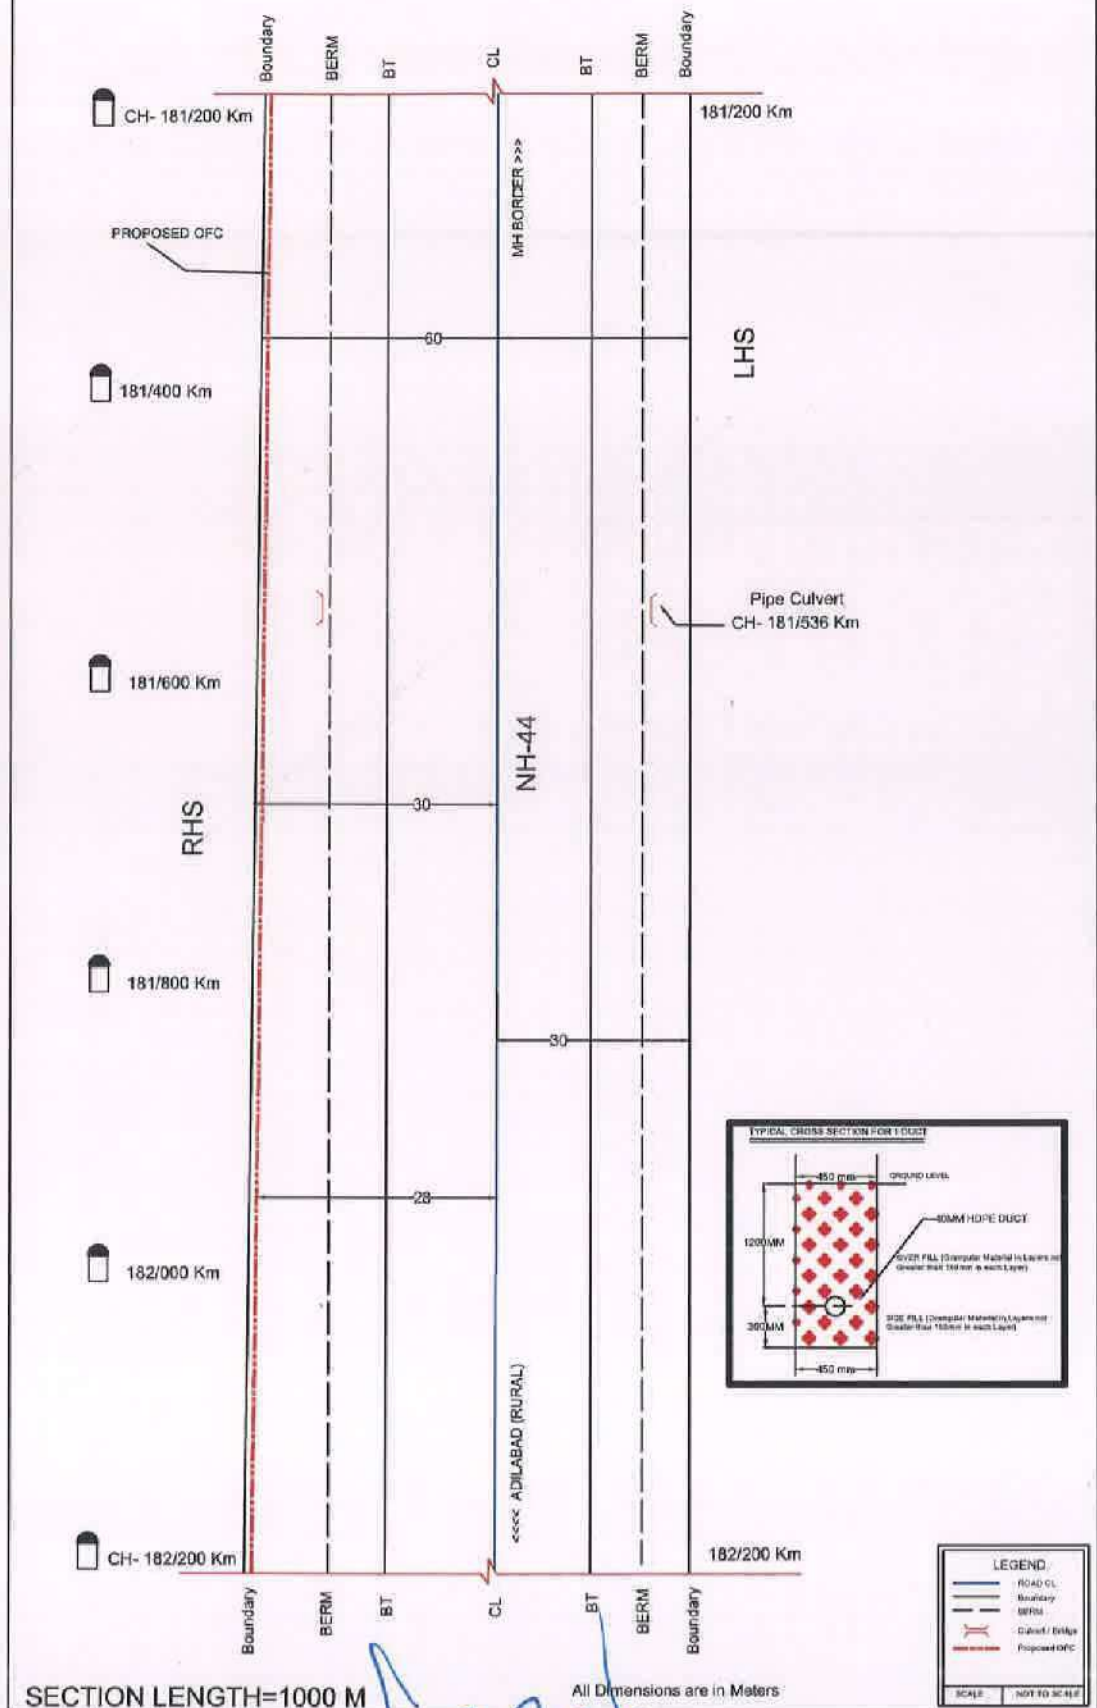 Boundary
BERM
BT
CL
BT
BERM
Boundary
CH- 181/200 Km
181/200 Km
MH BORDER >>>
PROPOSED OFC
60
LHS
181/400 Km
Pipe Culvert
CH- 181/536 Km
181/600 Km
NH-44
30
RHS
181/800 Km
30
TYPICAL CROSS SECTION FOR 1 DUCT
450 mm
GROUND LEVEL
40MM HDPE DUCT
1200MM
300MM
450 mm
28
182/000 Km
<<<< ADILABAD (RURAL)
CH- 182/200 Km
182/200 Km
Boundary
BERM
BT
CL
BT
BERM
Boundary
LEGEND
ROAD CL
Boundary
BERM
Culvert / Bridge
Proposed OFC
SCALE
NOT TO SCALE
SECTION LENGTH=1000 M
All Dimensions are in Meters